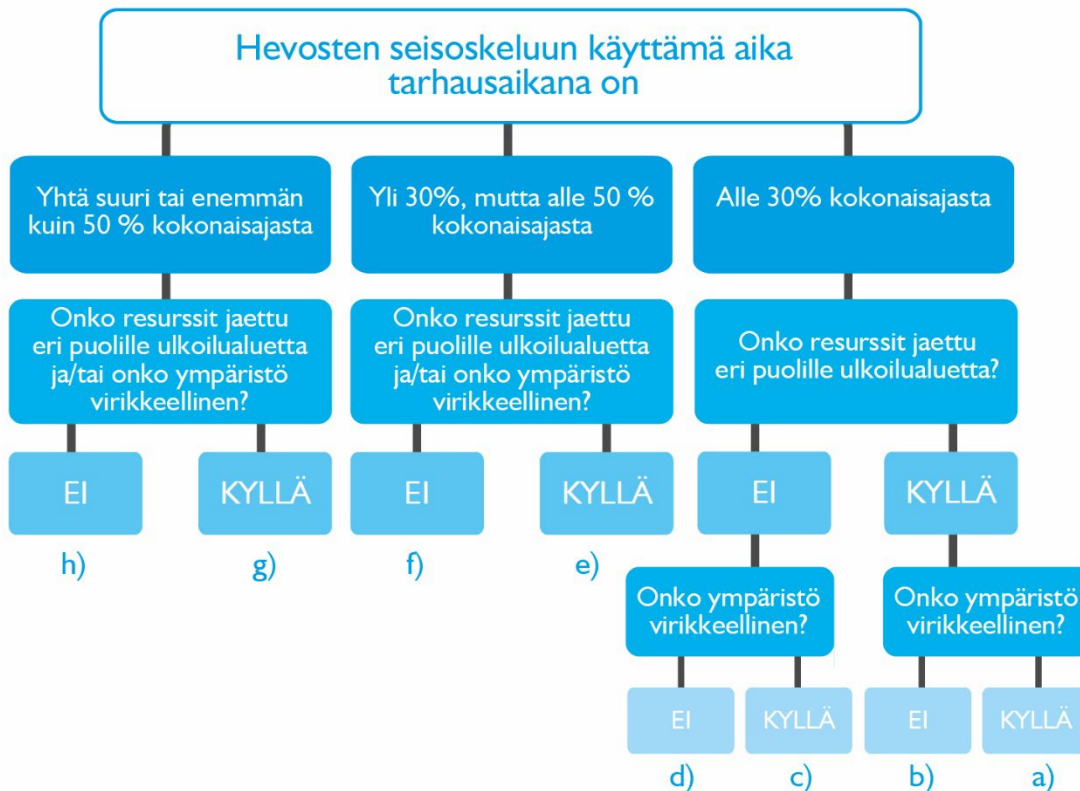 Hevosten seisoskeluun käyttämä aika
tarhausaikana on
Yhtä suuri tai enemmän
kuin 50 % kokonaisajasta
Yli 30%, mutta alle 50 %
kokonaisajasta
Alle 30% kokonaisajasta
Onko resurssit jaettu
eri puolille ulkoilualuetta
ja/tai onko ympäristö
virikkeellinen?
Onko resurssit jaettu
eri puolille ulkoilualuetta
ja/tai onko ympäristö
virikkeellinen?
Onko resurssit jaettu
eri puolille ulkoilualuetta?
EI
KYLLÄ
EI
KYLLÄ
EI
KYLLÄ
h)
g)
f)
e)
Onko ympäristö
virikkeellinen?
Onko ympäristö
virikkeellinen?
EI
KYLLÄ
EI
KYLLÄ
d)
c)
b)
a)